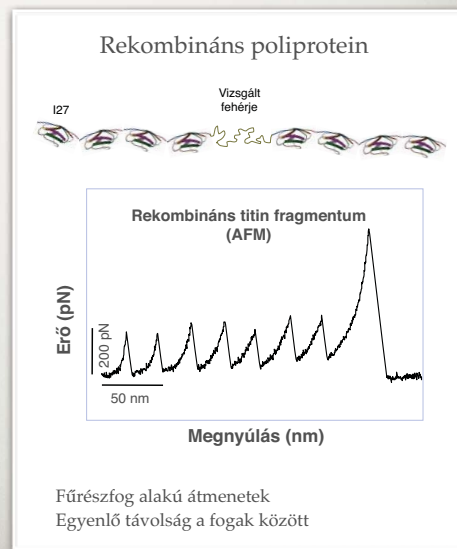 Rekombináns poliprotein
Vizsgált
fehérje
I27
Rekombináns titin fragmentum
(AFM)
Erő (pN)
200 pN
50 nm
Megnyúlás (nm)
Fűrészfog alakú átmenetek
Egyenlő távolság a fogak között